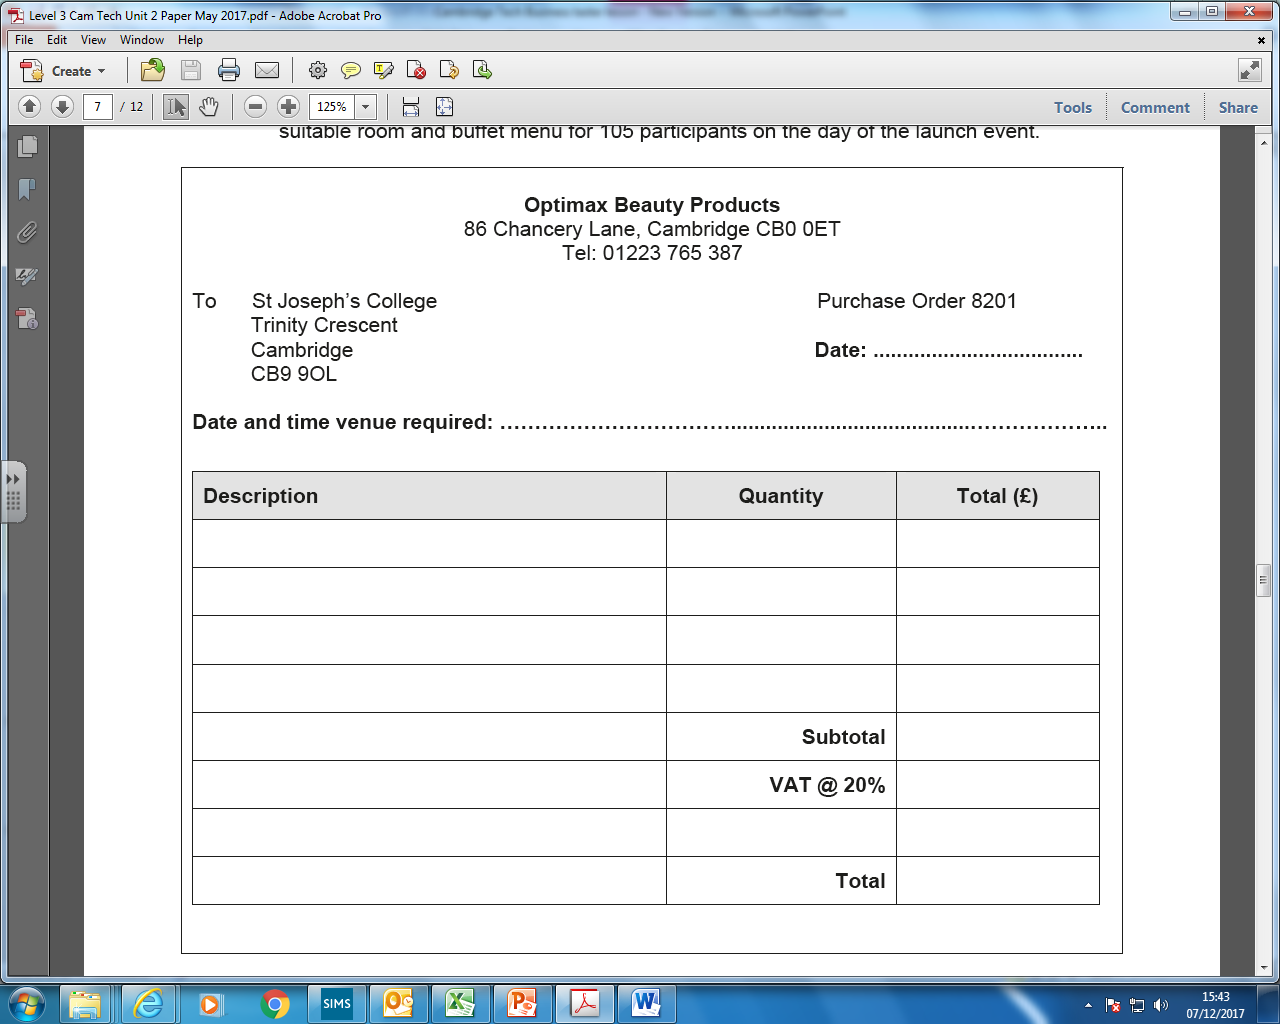 Level 3 Cam Tech Unit 2 Paper May 2017.pdf - Adobe Acrobat Pro
File Edit View Window Help
Create
7 / 12 125% Tools Comment Share
suitable room and buffet menu for 105 participants on the day of the launch event.
Optimax Beauty Products
86 Chancery Lane, Cambridge CB0 0ET
Tel: 01223 765 387
To St Joseph's College Purchase Order 8201
Trinity Crescent
Cambridge Date: ....................................
CB9 9OL
Date and time venue required: ……………………………..........................................………………..
Description Quantity Total (£)
Subtotal
VAT @ 20%
Total
SIMS
15:43
07/12/2017